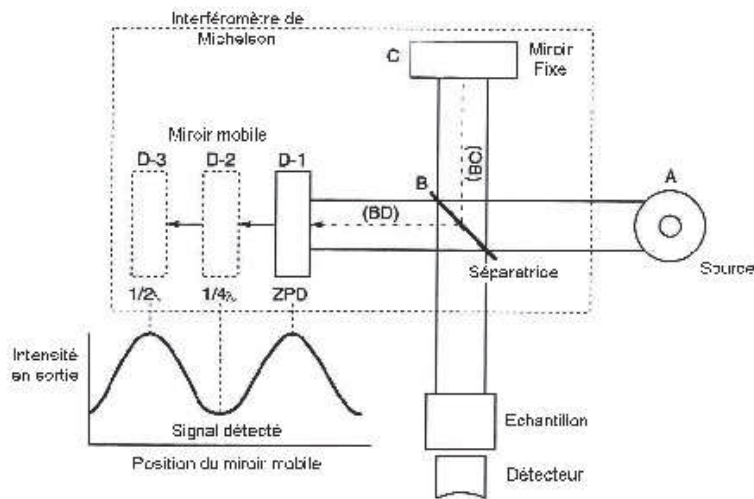 Interféromètre de
Michelson
C
Miroir
Fixe
Miroir mobile
D-3 D-2 D-1
B
(BC)
A
(BD)
Séparatrice
Source
1/2λ 1/4λ ZPD
Intensité
en sortie
Signal détecté
Position du miroir mobile
Echantillon
Détecteur